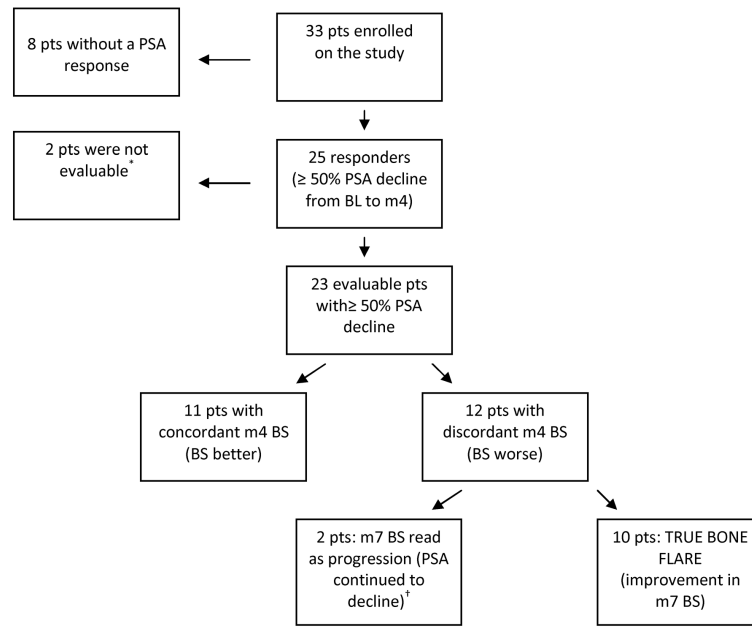 8 pts without a PSA
response
33 pts enrolled
on the study
2 pts were not
evaluable*
25 responders
(≥ 50% PSA decline
from BL to m4)
23 evaluable pts
with≥ 50% PSA
decline
11 pts with
concordant m4 BS
(BS better)
12 pts with
discordant m4 BS
(BS worse)
2 pts: m7 BS read
as progression (PSA
continued to
decline)†
10 pts: TRUE BONE
FLARE
(improvement in
m7 BS)